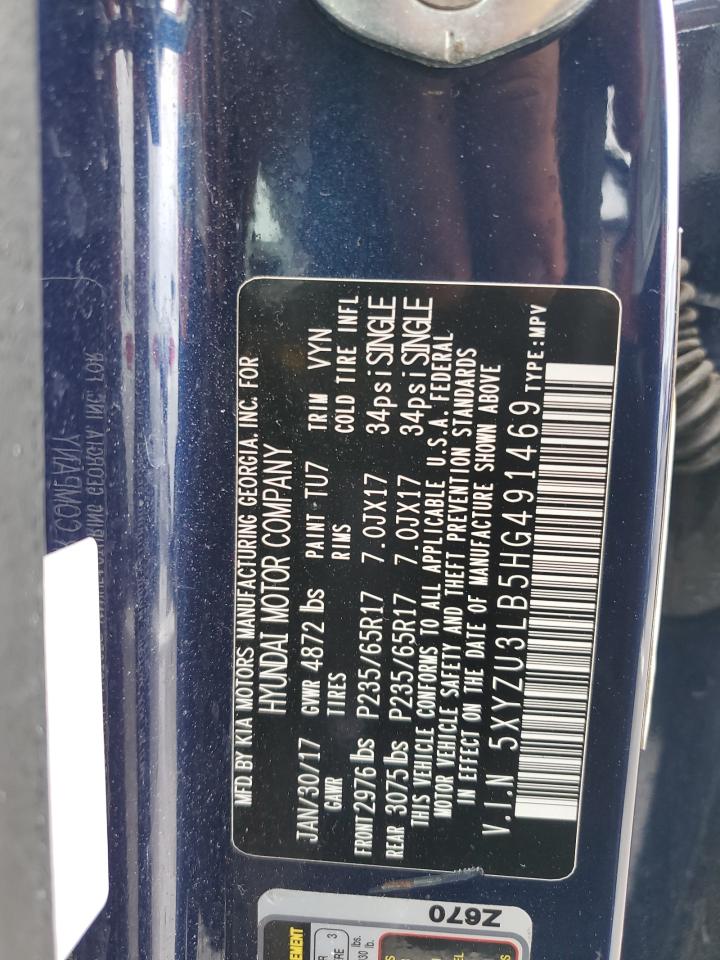 MFD BY KIA MOTORS MANUFACTURING GEORGIA, INC. FOR
HYUNDAI MOTOR COMPANY
JAN/30/17 GWR 4872 lbs PAINT TU7 TRIM VYN
GAWR TIRES RIMS COLD TIRE INFL
FRONT 2976 lbs P235/65R17 7.0JX17 34psi SINGLE
REAR 3075 lbs P235/65R17 7.0JX17 34psi SINGLE
THIS VEHICLE CONFORMS TO ALL APPLICABLE U.S.A. FEDERAL
MOTOR VEHICLE SAFETY AND THEFT PREVENTION STANDARDS
IN EFFECT ON THE DATE OF MANUFACTURE SHOWN ABOVE
V.I.N 5XYZU3LB5HG491469 TYPE:MPV
Z670